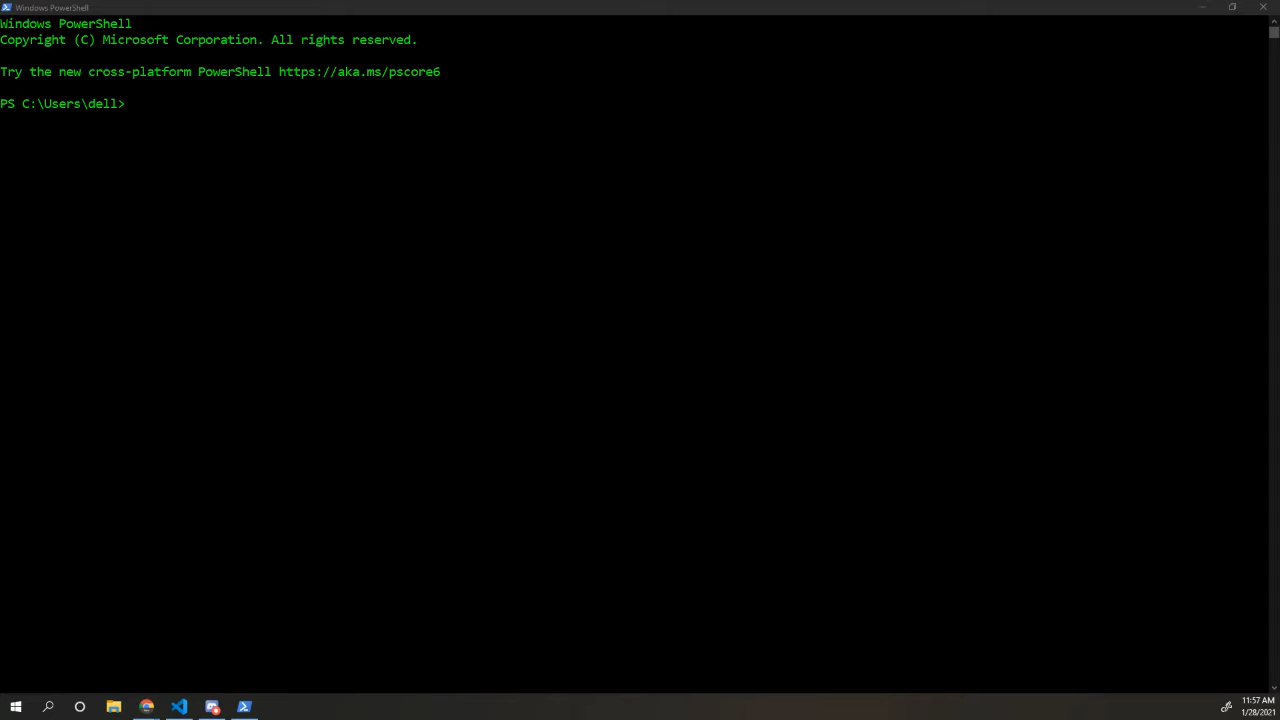 Windows PowerShell
Windows PowerShell
Copyright (C) Microsoft Corporation. All rights reserved.
Try the new cross-platform PowerShell https://aka.ms/pscore6
PS C:\Users\dell>
11:57 AM
1/28/2021